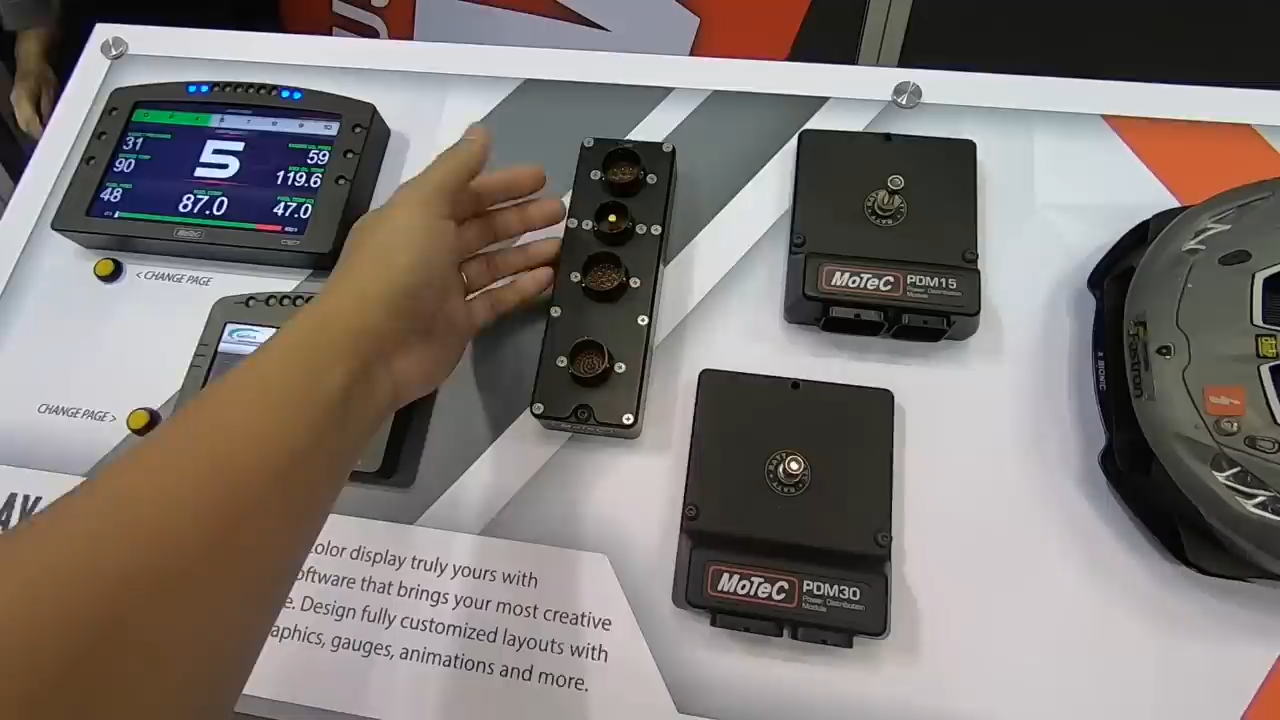 31
90
48
5
87.0
59
119.6
47.0
< CHANGE PAGE
CHANGE PAGE >
MoTeC
PDM15
Power Distribution
Module
MoTeC
PDM30
Power Distribution
Module
color display truly yours with
oftware that brings your most creative
e. Design fully customized layouts with
aphics, gauges, animations and more.